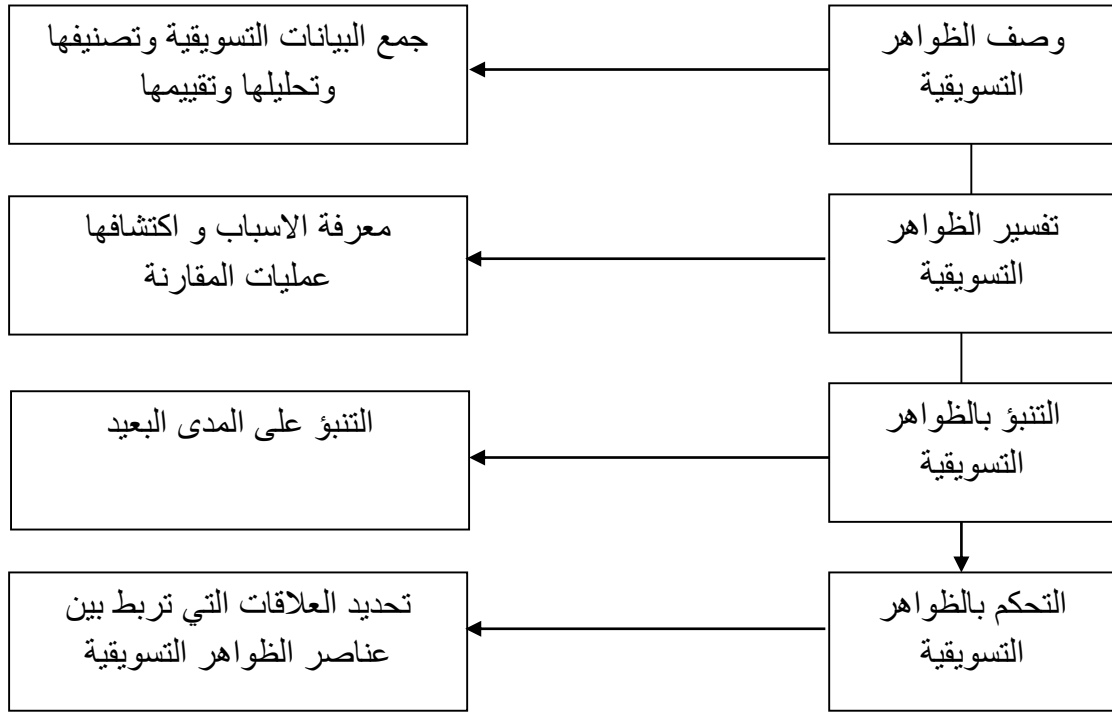 وصف الظواهر
التسويقية
جمع البيانات التسويقية وتصنيفها
وتحليلها وتقييمها
تفسير الظواهر
التسويقية
معرفة الاسباب و اكتشافها
عمليات المقارنة
التنبؤ بالظواهر
التسويقية
التنبؤ على المدى البعيد
التحكم بالظواهر
التسويقية
تحديد العلاقات التي تربط بين
عناصر الظواهر التسويقية